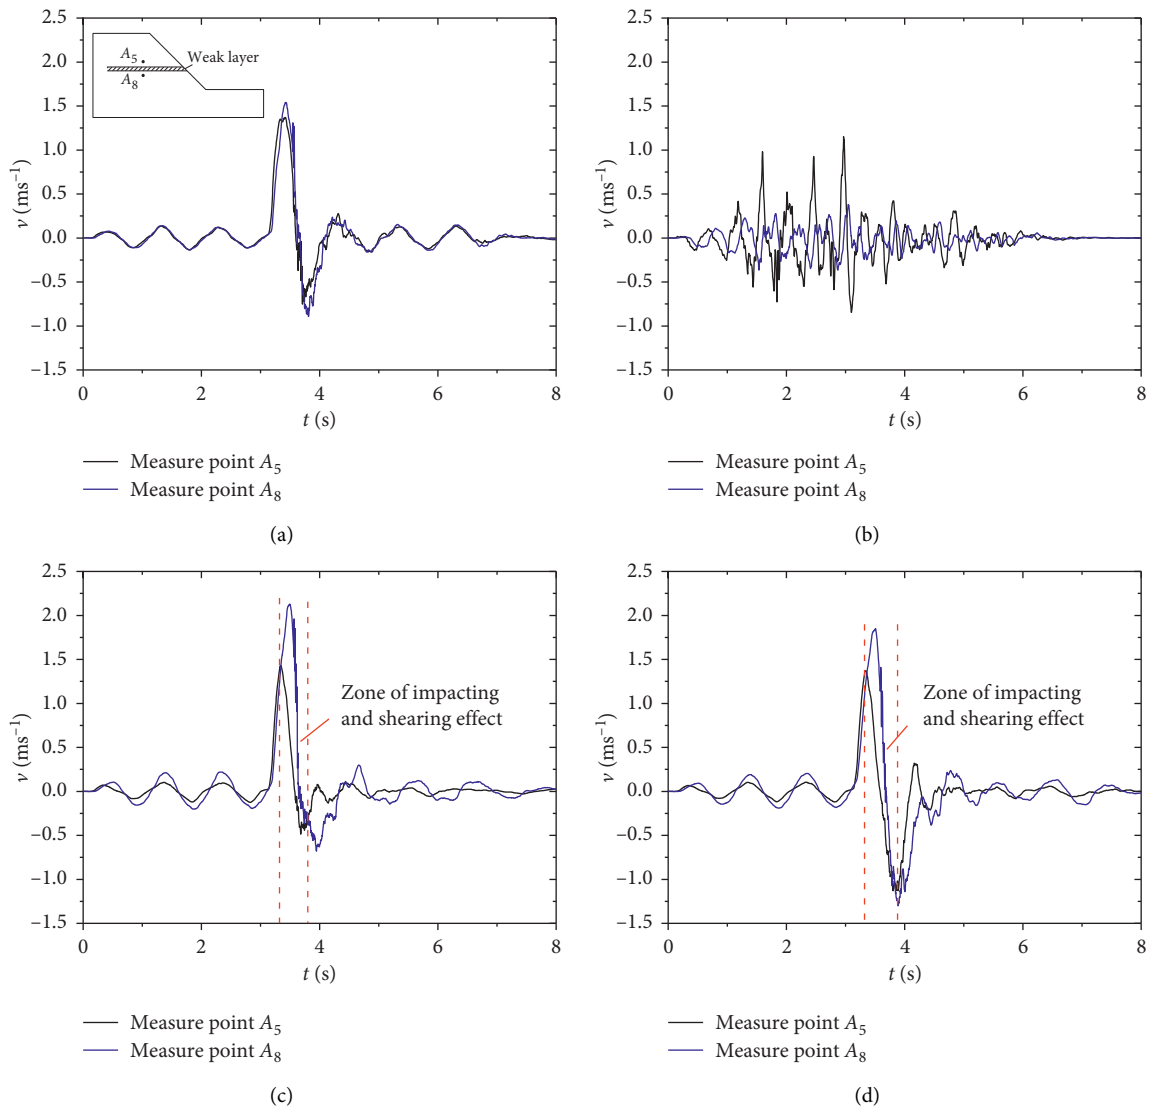 2.5
2.0
1.5
1.0
0.5
0.0
−0.5
−1.0
−1.5
v (ms−1)
A5
A8
Weak layer
0 2 4 6 8
t (s)
Measure point A5
Measure point A8
(a)
2.5
2.0
1.5
1.0
0.5
0.0
−0.5
−1.0
−1.5
v (ms−1)
0 2 4 6 8
t (s)
Measure point A5
Measure point A8
(b)
2.5
2.0
1.5
1.0
0.5
0.0
−0.5
−1.0
−1.5
v (ms−1)
Zone of impacting
and shearing effect
0 2 4 6 8
t (s)
Measure point A5
Measure point A8
(c)
2.5
2.0
1.5
1.0
0.5
0.0
−0.5
−1.0
−1.5
v (ms−1)
Zone of impacting
and shearing effect
0 2 4 6 8
t (s)
Measure point A5
Measure point A8
(d)